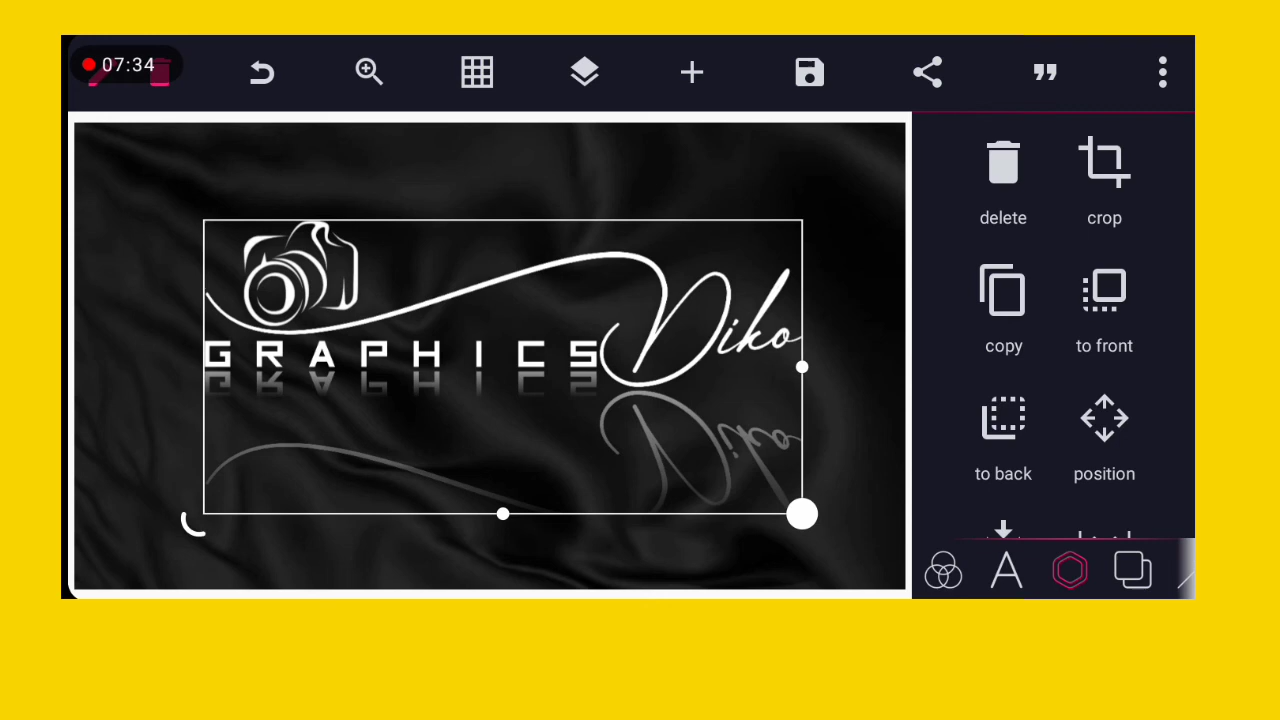 07:34
delete
crop
GRAPHICS
Diko
copy
to front
to back
position